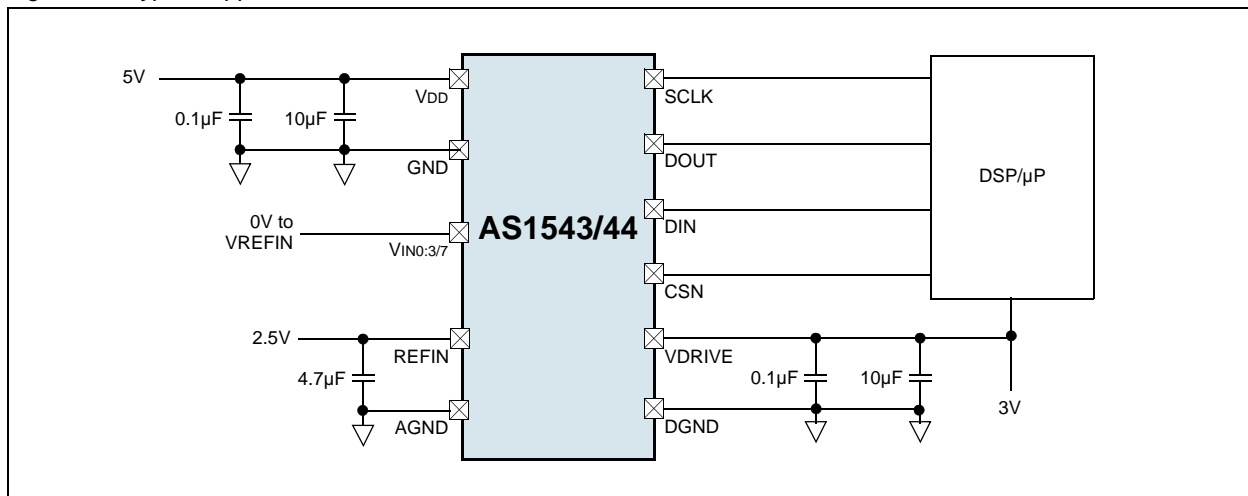 5V
0.1µF
10µF
VDD
GND
0V to
VREFIN
VIN0:3/7
2.5V
REFIN
4.7µF
AGND
AS1543/44
SCLK
DOUT
DIN
CSN
VDRIVE
DGND
0.1µF
10µF
3V
DSP/µP